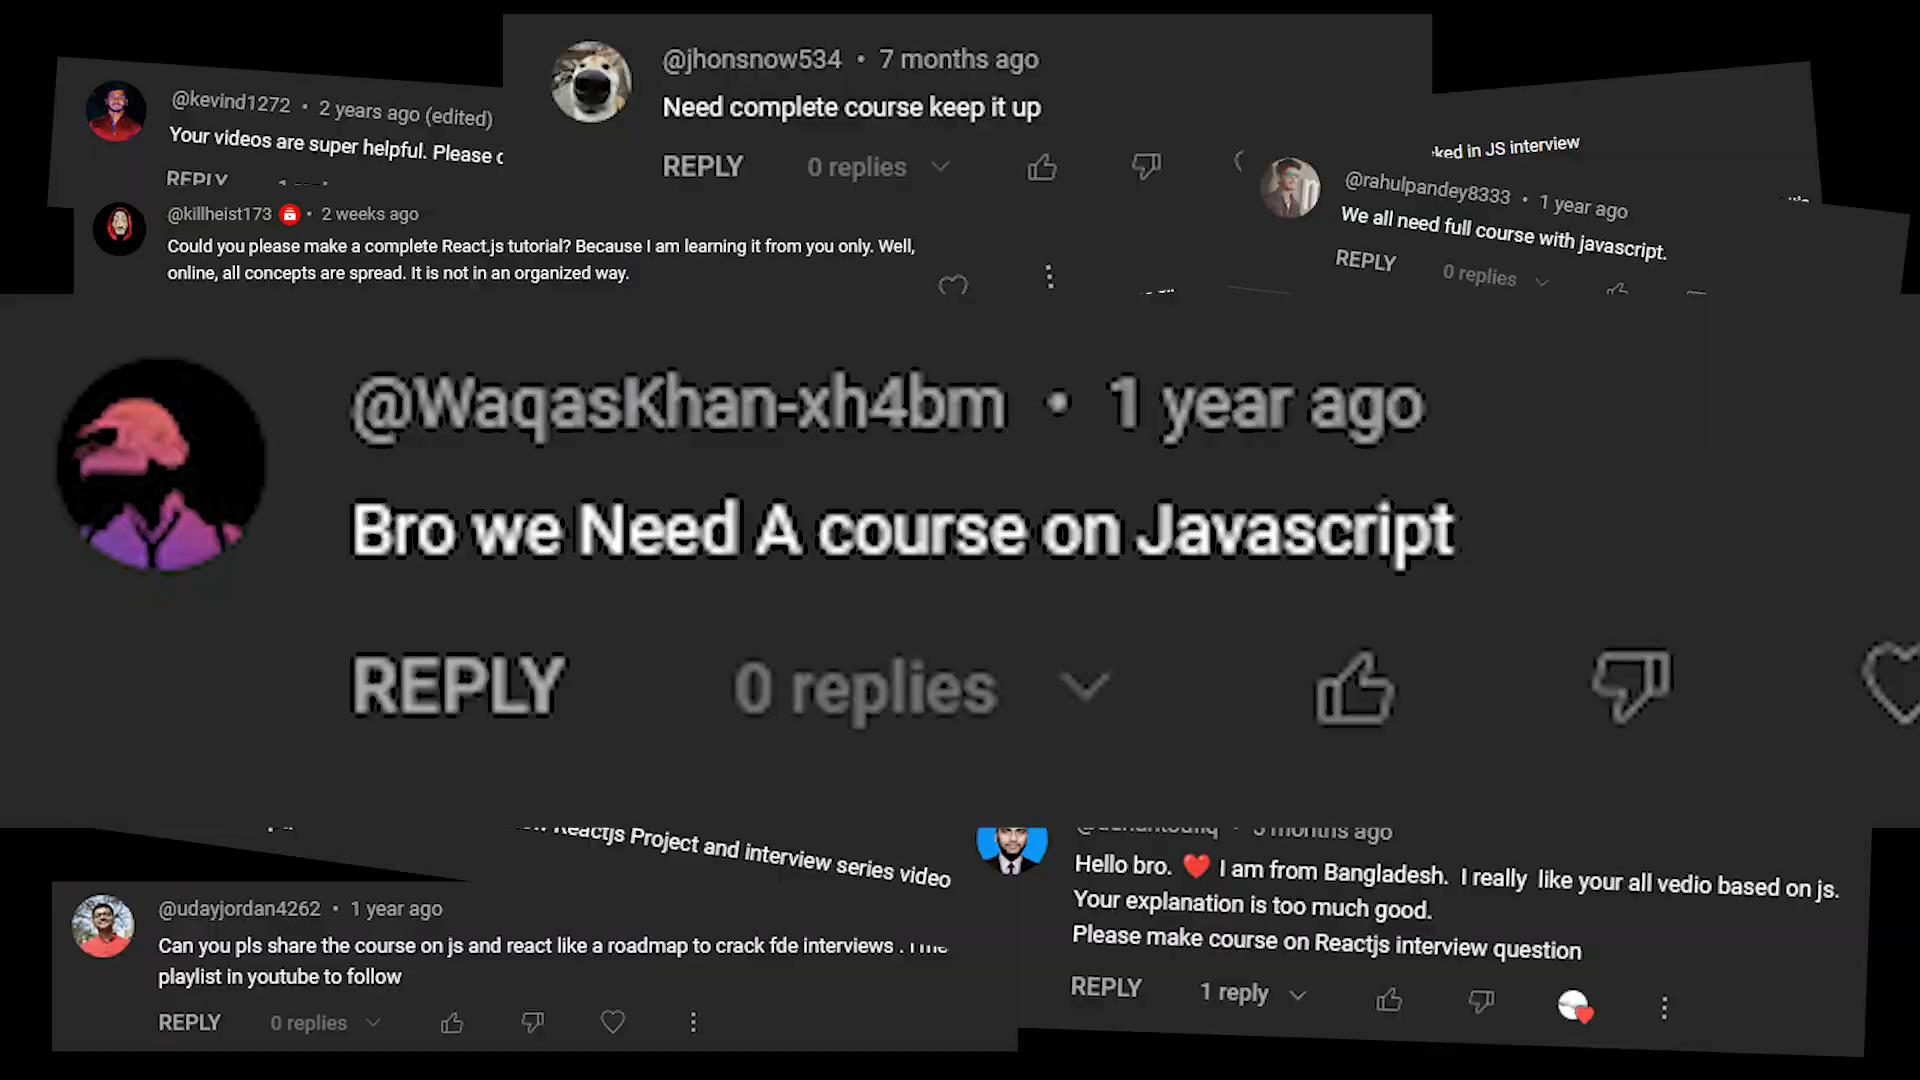 @jhonsnow534 • 7 months ago
Need complete course keep it up
REPLY 0 replies
@kevind1272 • 2 years ago (edited)
Your videos are super helpful. Please
REPLY
in JS interview
@rahulpandey8333 • 1 year ago
We all need full course with javascript.
REPLY 0 replies
@killheist173 • 2 weeks ago
Could you please make a complete React.js tutorial? Because I am learning it from you only. Well,
online, all concepts are spread. It is not in an organized way.
@WaqasKhan-xh4bm • 1 year ago
Bro we Need A course on Javascript
REPLY 0 replies
Reactjs Project and interview series video
@udayjordan4262 • 1 year ago
Can you pls share the course on js and react like a roadmap to crack fde interviews .
playlist in youtube to follow
REPLY 0 replies
months ago
Hello bro. ❤️ I am from Bangladesh. I really like your all vedio based on js.
Your explanation is too much good.
Please make course on Reactjs interview question
REPLY 1 reply